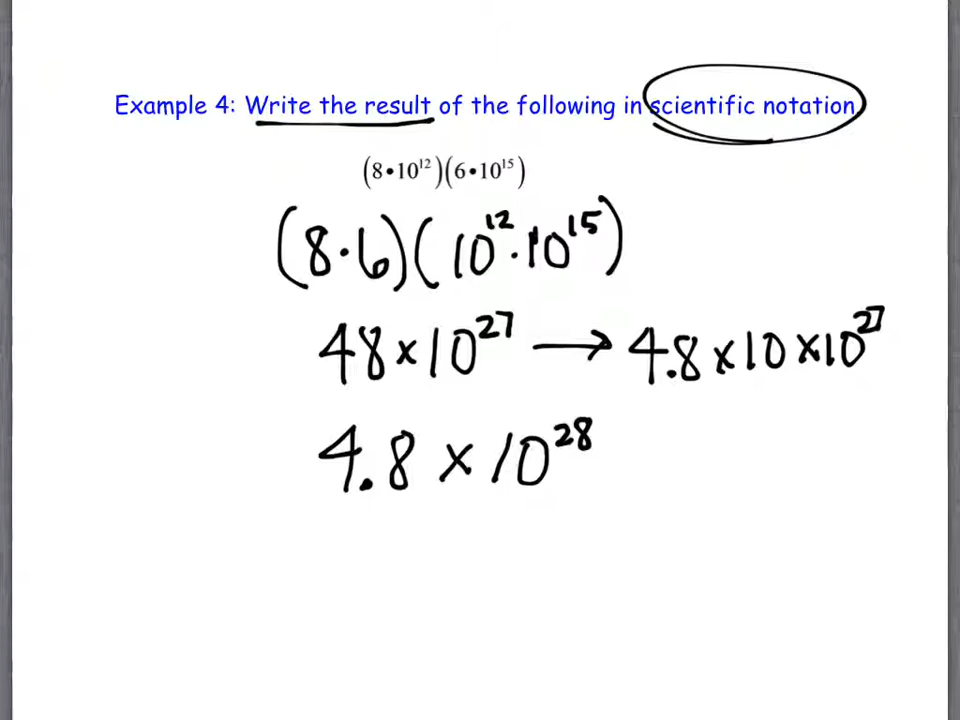 Example 4: Write the result of the following in scientific notation.
(8•10¹²)(6•10¹⁵)
(8·6)(10¹²·10¹⁵)
48×10²⁷ → 4.8×10×10²⁷
4.8×10²⁸